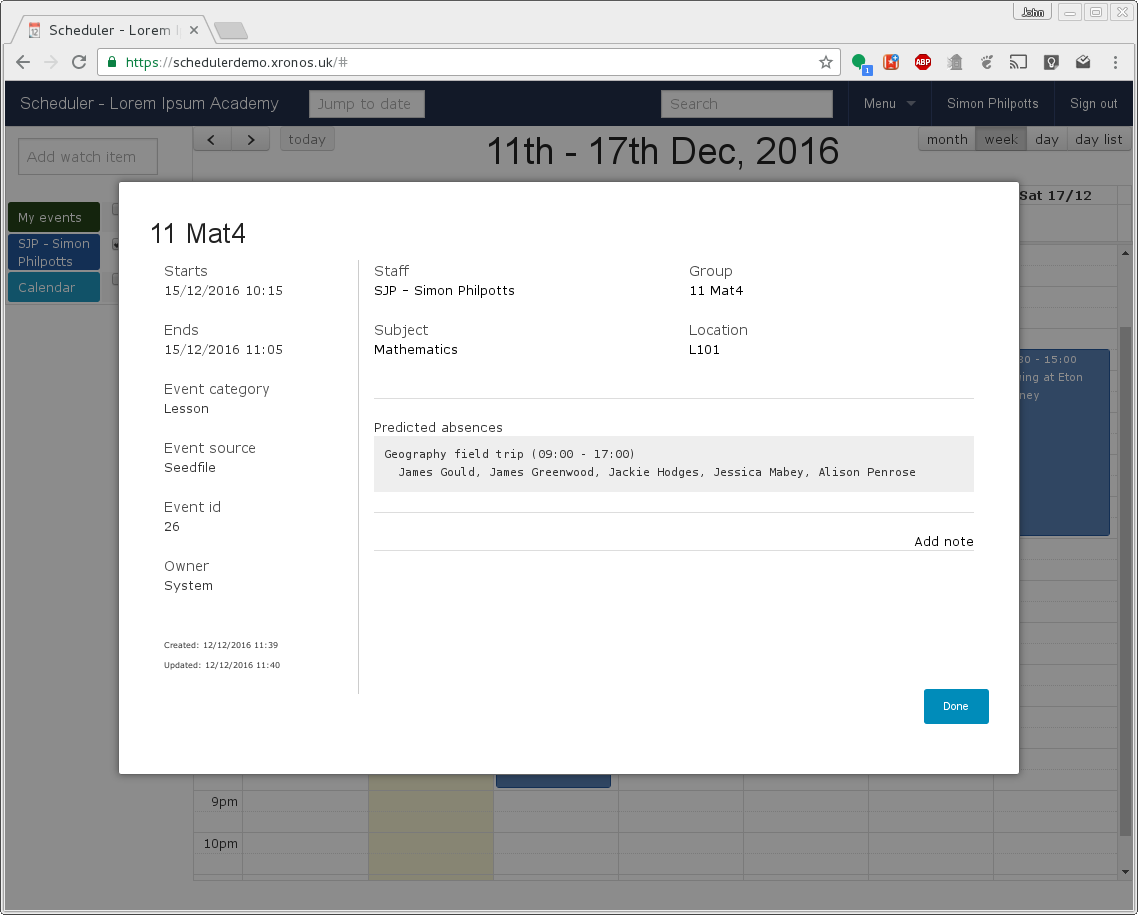 John
Scheduler - Lorem
https://schedulerdemo.xronos.uk/#
1
ABP
Scheduler - Lorem Ipsum Academy
Jump to date
Search
Menu
Simon Philpotts
Sign out
Add watch item
today
11th - 17th Dec, 2016
month
week
day
day list
Sat 17/12
My events
SJP - Simon
Philpotts
Calendar
11 Mat4
Starts
15/12/2016 10:15
Ends
15/12/2016 11:05
Event category
Lesson
Event source
Seedfile
Event id
26
Owner
System
Created: 12/12/2016 11:39
Updated: 12/12/2016 11:40
Staff
SJP - Simon Philpotts
Group
11 Mat4
Subject
Mathematics
Location
L101
Predicted absences
Geography field trip (09:00 - 17:00)
James Gould, James Greenwood, Jackie Hodges, Jessica Mabey, Alison Penrose
Add note
Done
- 15:00
at Eton
9pm
10pm